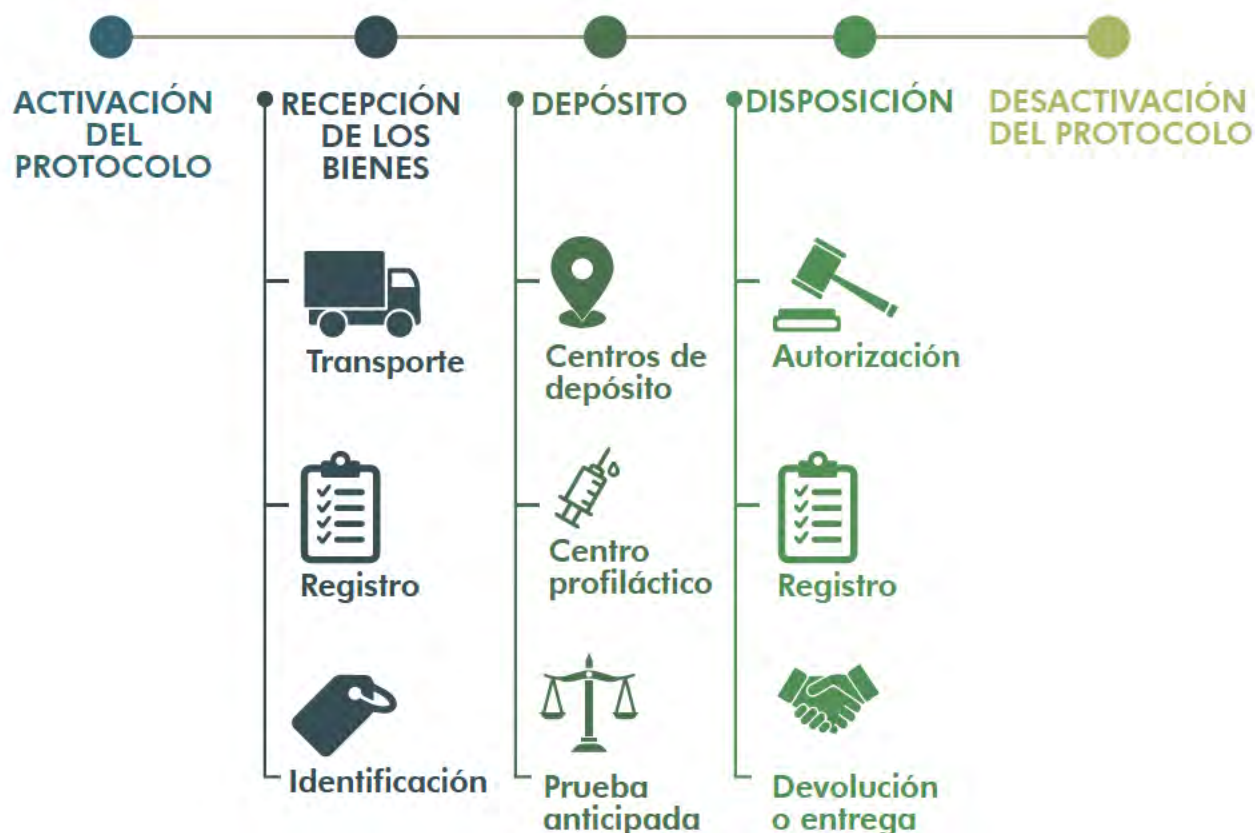 ACTIVACIÓN
DEL
PROTOCOLO
RECEPCIÓN
DE LOS
BIENES
Transporte
Registro
Identificación
DEPÓSITO
Centros de
depósito
Centro
profiláctico
Prueba
anticipada
DISPOSICIÓN
Autorización
Registro
Devolución
o entrega
DESACTIVACIÓN
DEL PROTOCOLO